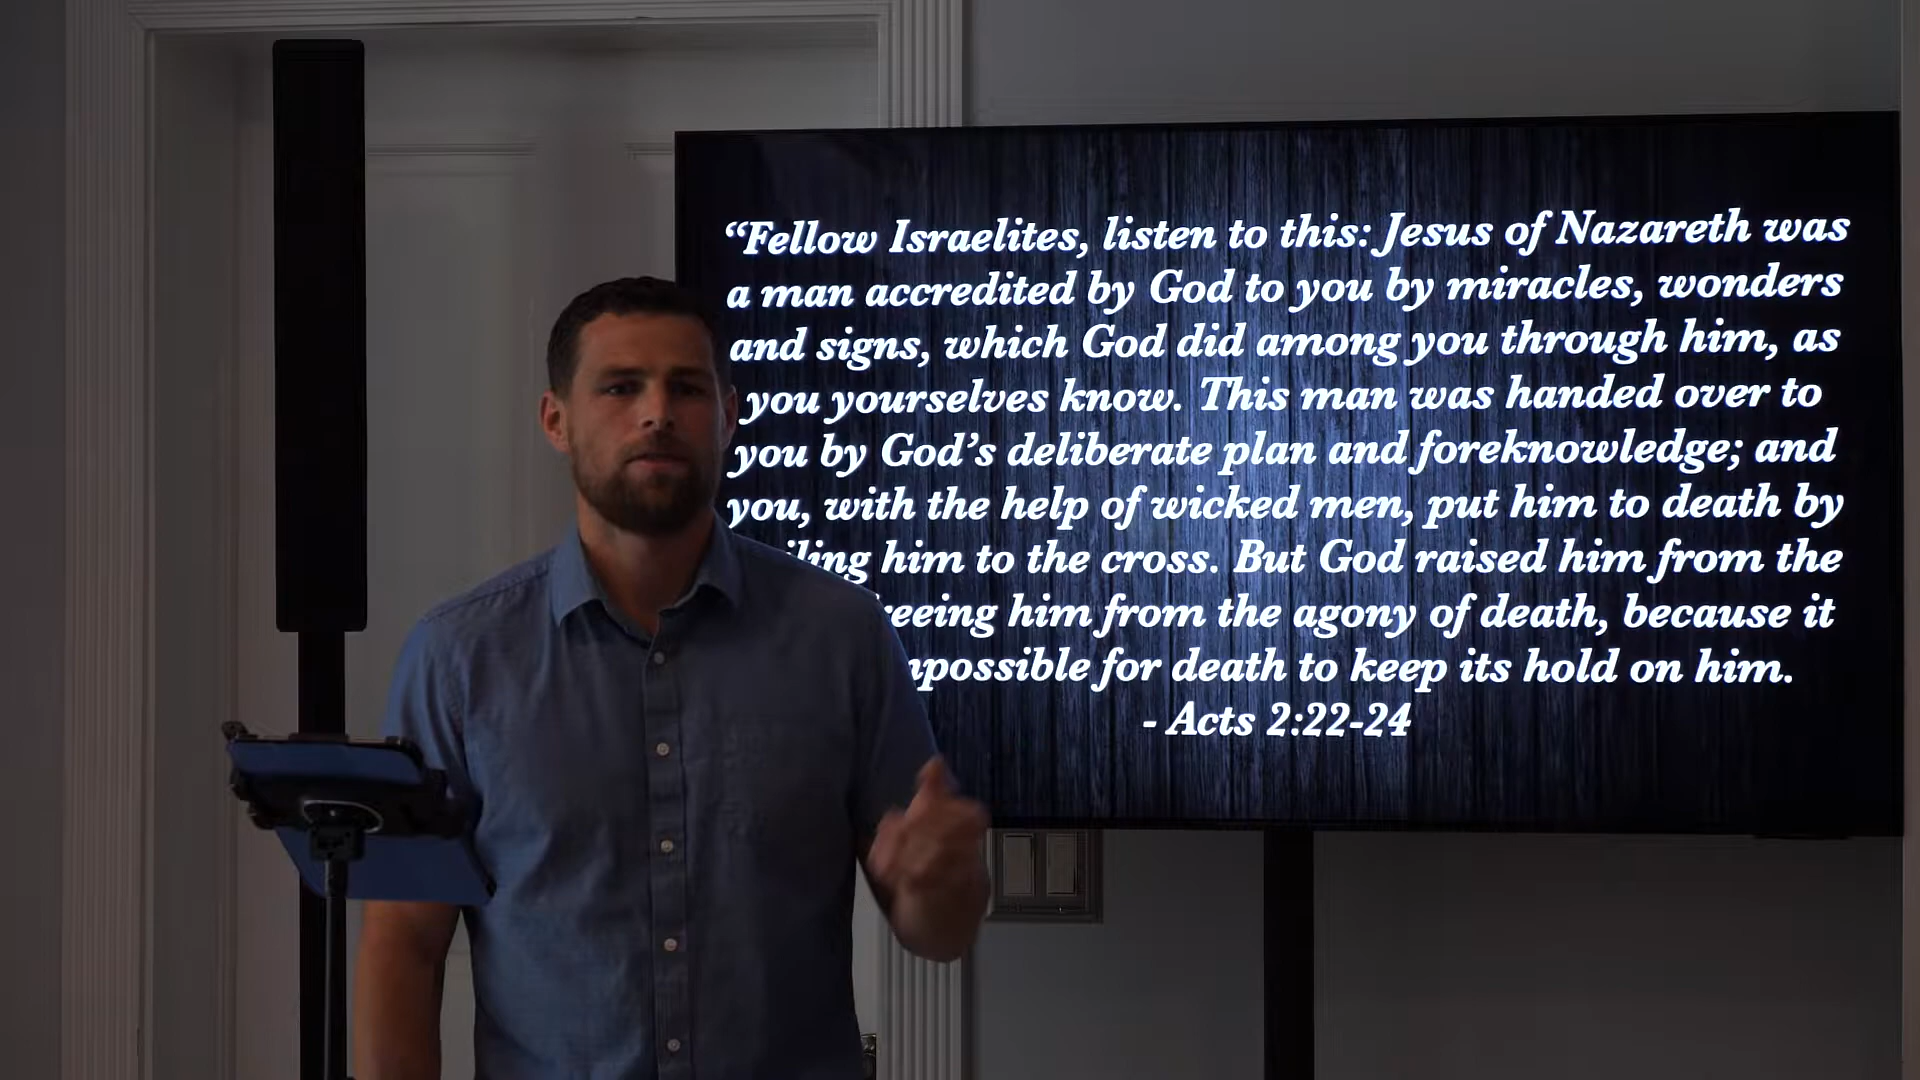 “Fellow Israelites, listen to this: Jesus of Nazareth was
a man accredited by God to you by miracles, wonders
and signs, which God did among you through him, as
you yourselves know. This man was handed over to
you by God’s deliberate plan and foreknowledge; and
you, with the help of wicked men, put him to death by
him to the cross. But God raised him from the
him from the agony of death, because it
for death to keep its hold on him.
- Acts 2:22-24